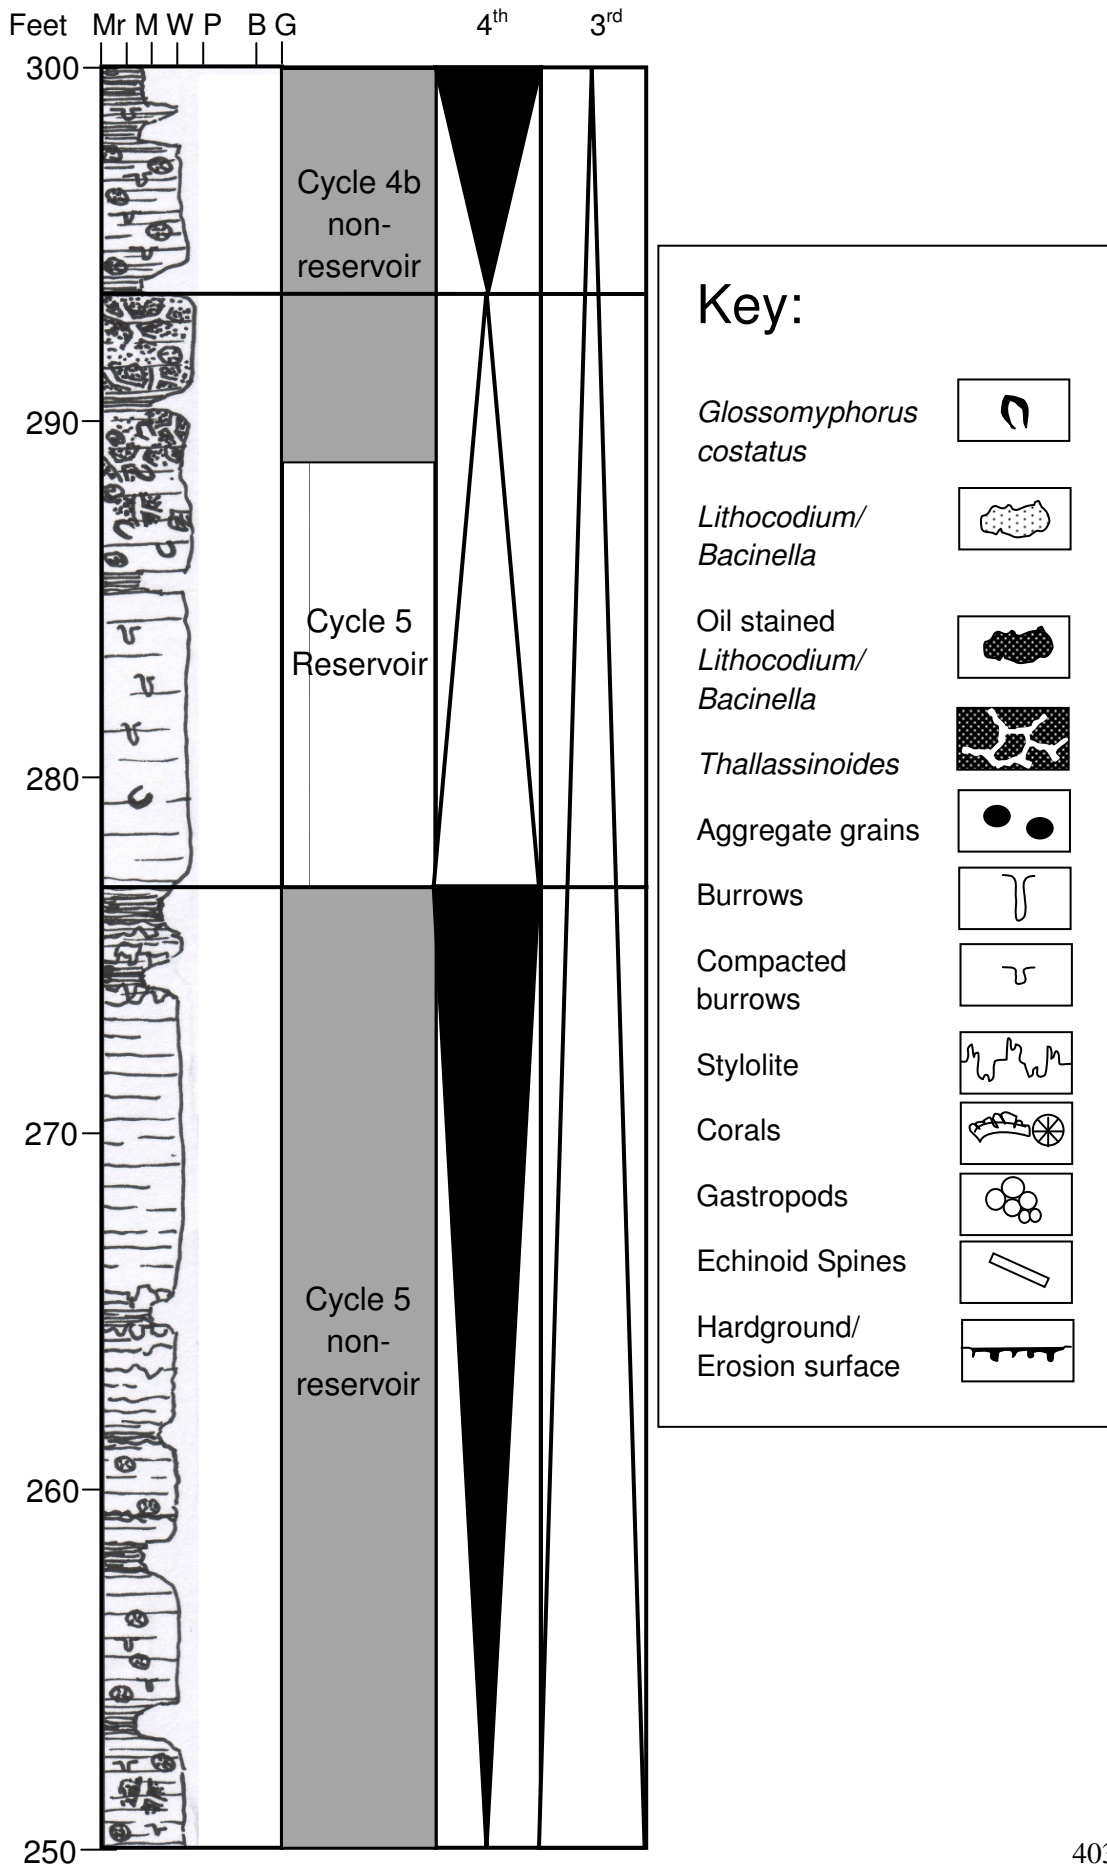 Feet Mr M W P B G 4th 3rd
300
Cycle 4b
non-
reservoir
290
Cycle 5
Reservoir
280
270
Cycle 5
non-
reservoir
260
250
Key:
Glossomyphorus
costatus
Lithocodium/
Bacinella
Oil stained
Lithocodium/
Bacinella
Thallassinoides
Aggregate grains
Burrows
Compacted
burrows
Stylolite
Corals
Gastropods
Echinoid Spines
Hardground/
Erosion surface
403